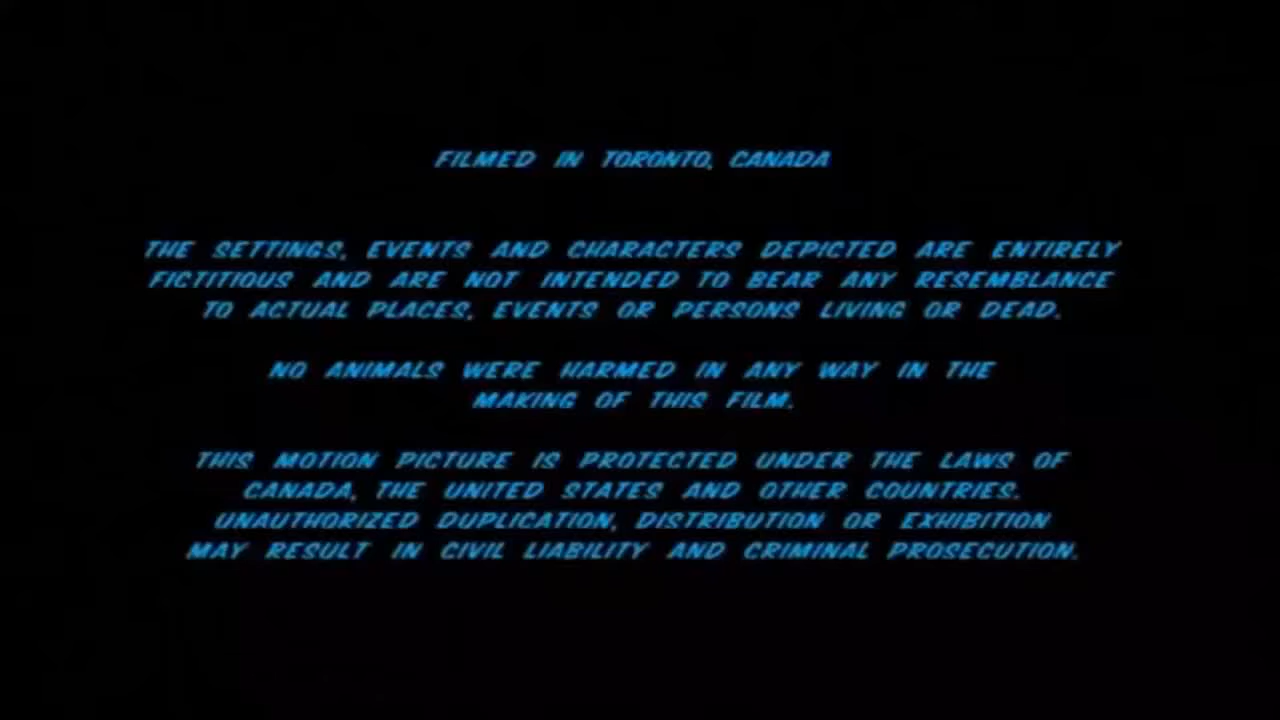 FILMED IN TORONTO, CANADA
THE SETTINGS, EVENTS AND CHARACTERS DEPICTED ARE ENTIRELY
FICTITIOUS AND ARE NOT INTENDED TO BEAR ANY RESEMBLANCE
TO ACTUAL PLACES, EVENTS OR PERSONS LIVING OR DEAD.
NO ANIMALS WERE HARMED IN ANY WAY IN THE
MAKING OF THIS FILM.
THIS MOTION PICTURE IS PROTECTED UNDER THE LAWS OF
CANADA, THE UNITED STATES AND OTHER COUNTRIES.
UNAUTHORIZED DUPLICATION, DISTRIBUTION OR EXHIBITION
MAY RESULT IN CIVIL LIABILITY AND CRIMINAL PROSECUTION.